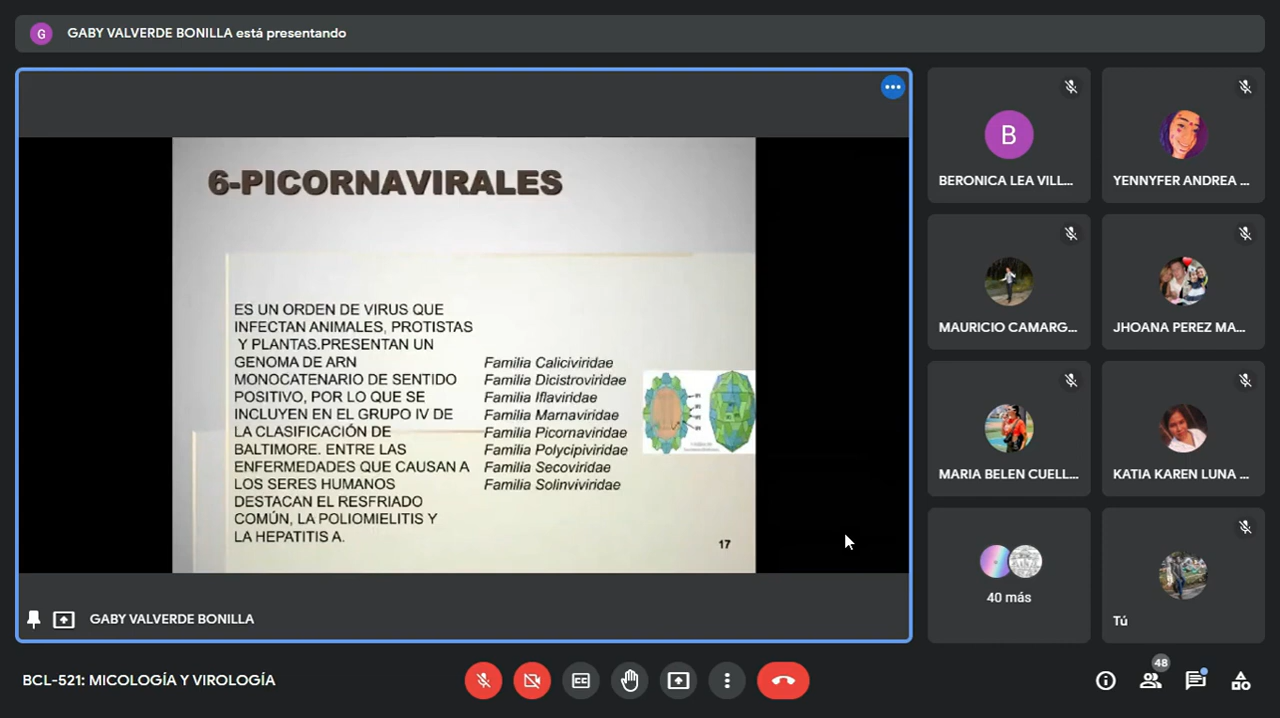 G
GABY VALVERDE BONILLA está presentando
6-PICORNAVIRALES
ES UN ORDEN DE VIRUS QUE
INFECTAN ANIMALES, PROTISTAS
Y PLANTAS.PRESENTAN UN
GENOMA DE ARN
MONOCATENARIO DE SENTIDO
POSITIVO, POR LO QUE SE
INCLUYEN EN EL GRUPO IV DE
LA CLASIFICACIÓN DE
BALTIMORE. ENTRE LAS
ENFERMEDADES QUE CAUSAN A
LOS SERES HUMANOS
DESTACAN EL RESFRIADO
COMÚN, LA POLIOMIELITIS Y
LA HEPATITIS A.
Familia Caliciviridae
Familia Dicistroviridae
Familia Iflaviridae
Familia Marnaviridae
Familia Picornaviridae
Familia Polycipiviridae
Familia Secoviridae
Familia Solinviviridae
17
GABY VALVERDE BONILLA
B
BERONICA LEA VILL...
YENNYFER ANDREA ...
MAURICIO CAMARG...
JHOANA PEREZ MA...
MARIA BELEN CUELL...
KATIA KAREN LUNA ...
40 más
Tú
BCL-521: MICOLOGÍA Y VIROLOGÍA
CC
48